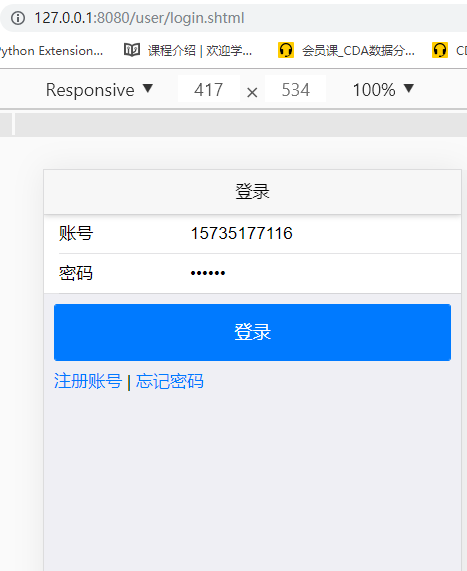 127.0.0.1:8080/user/login.shtml
Python Extension... 课程介绍 | 欢迎学... 会员课_CDA数据分... CD
Responsive ▼ 417 × 534 100% ▼
登录
账号 15735177116
密码 ••••••
登录
注册账号 | 忘记密码